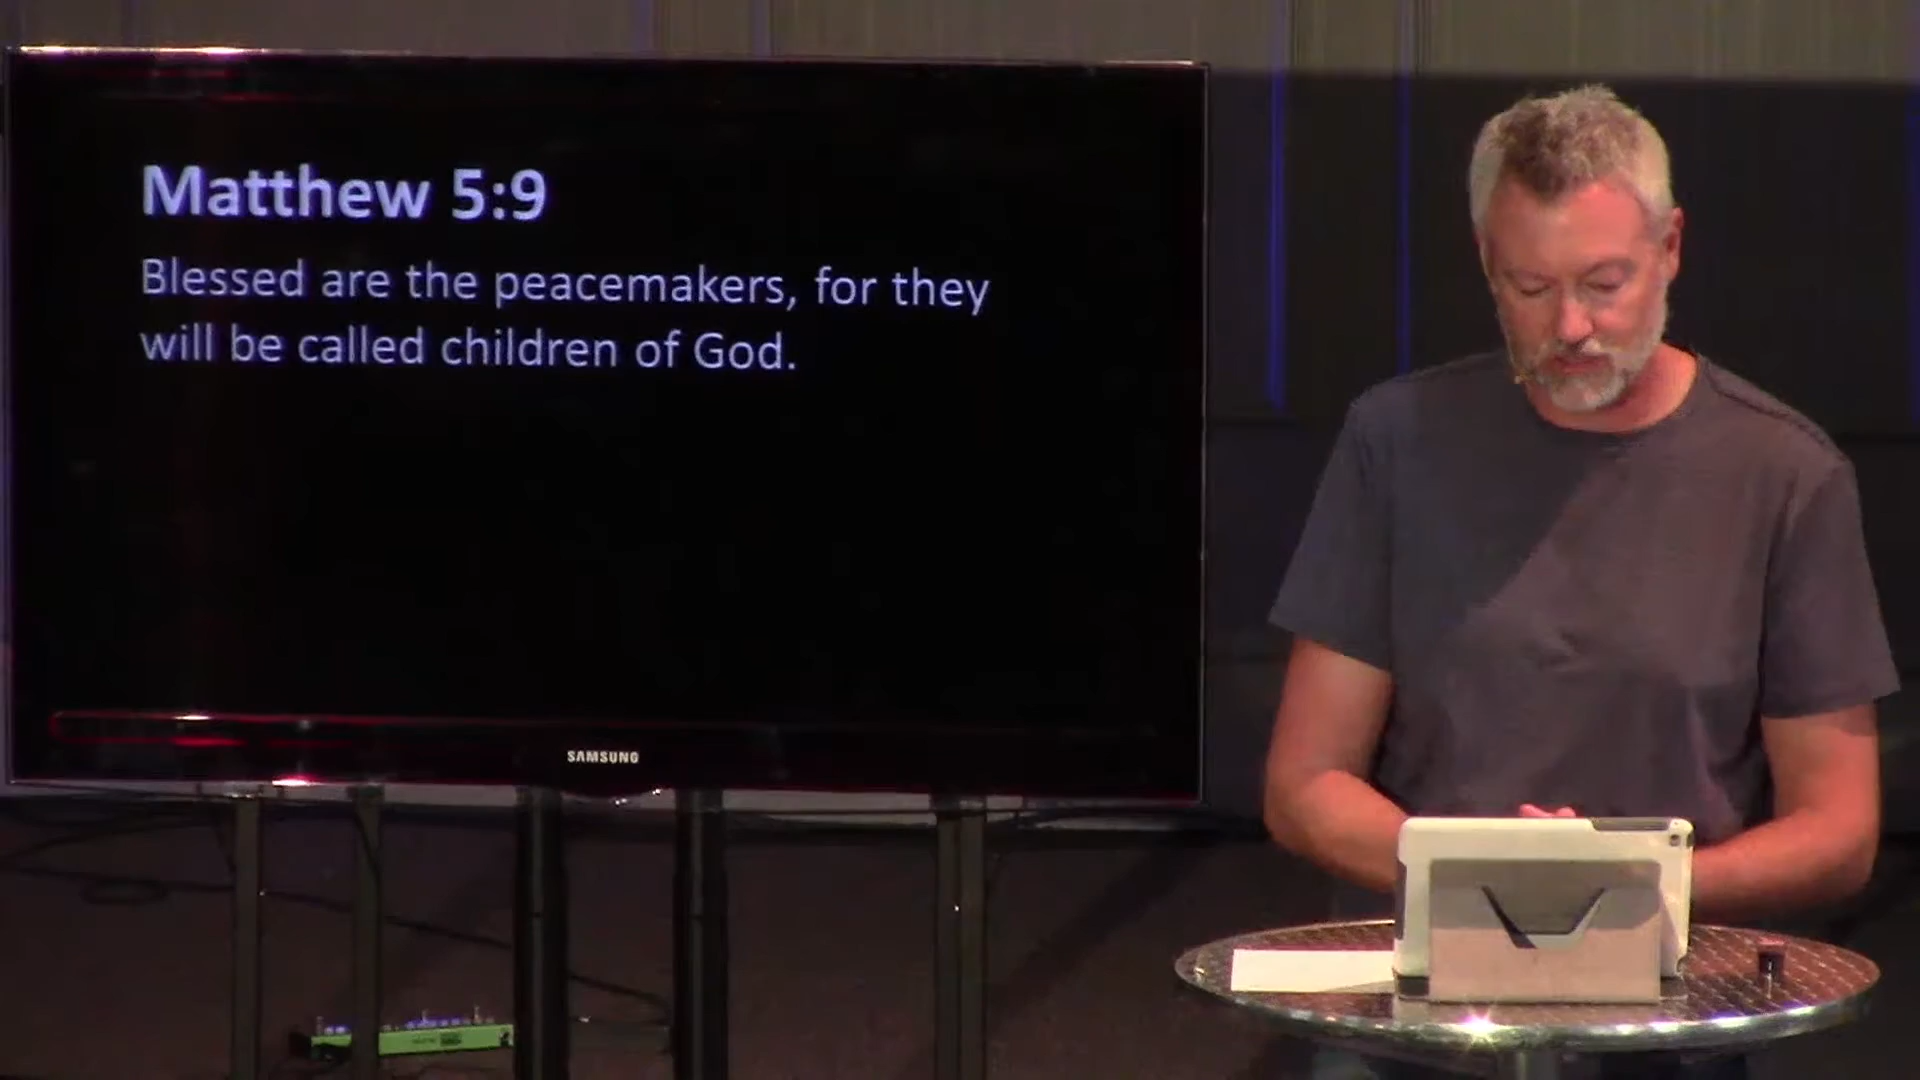 Matthew 5:9
Blessed are the peacemakers, for they
will be called children of God.
SAMSUNG